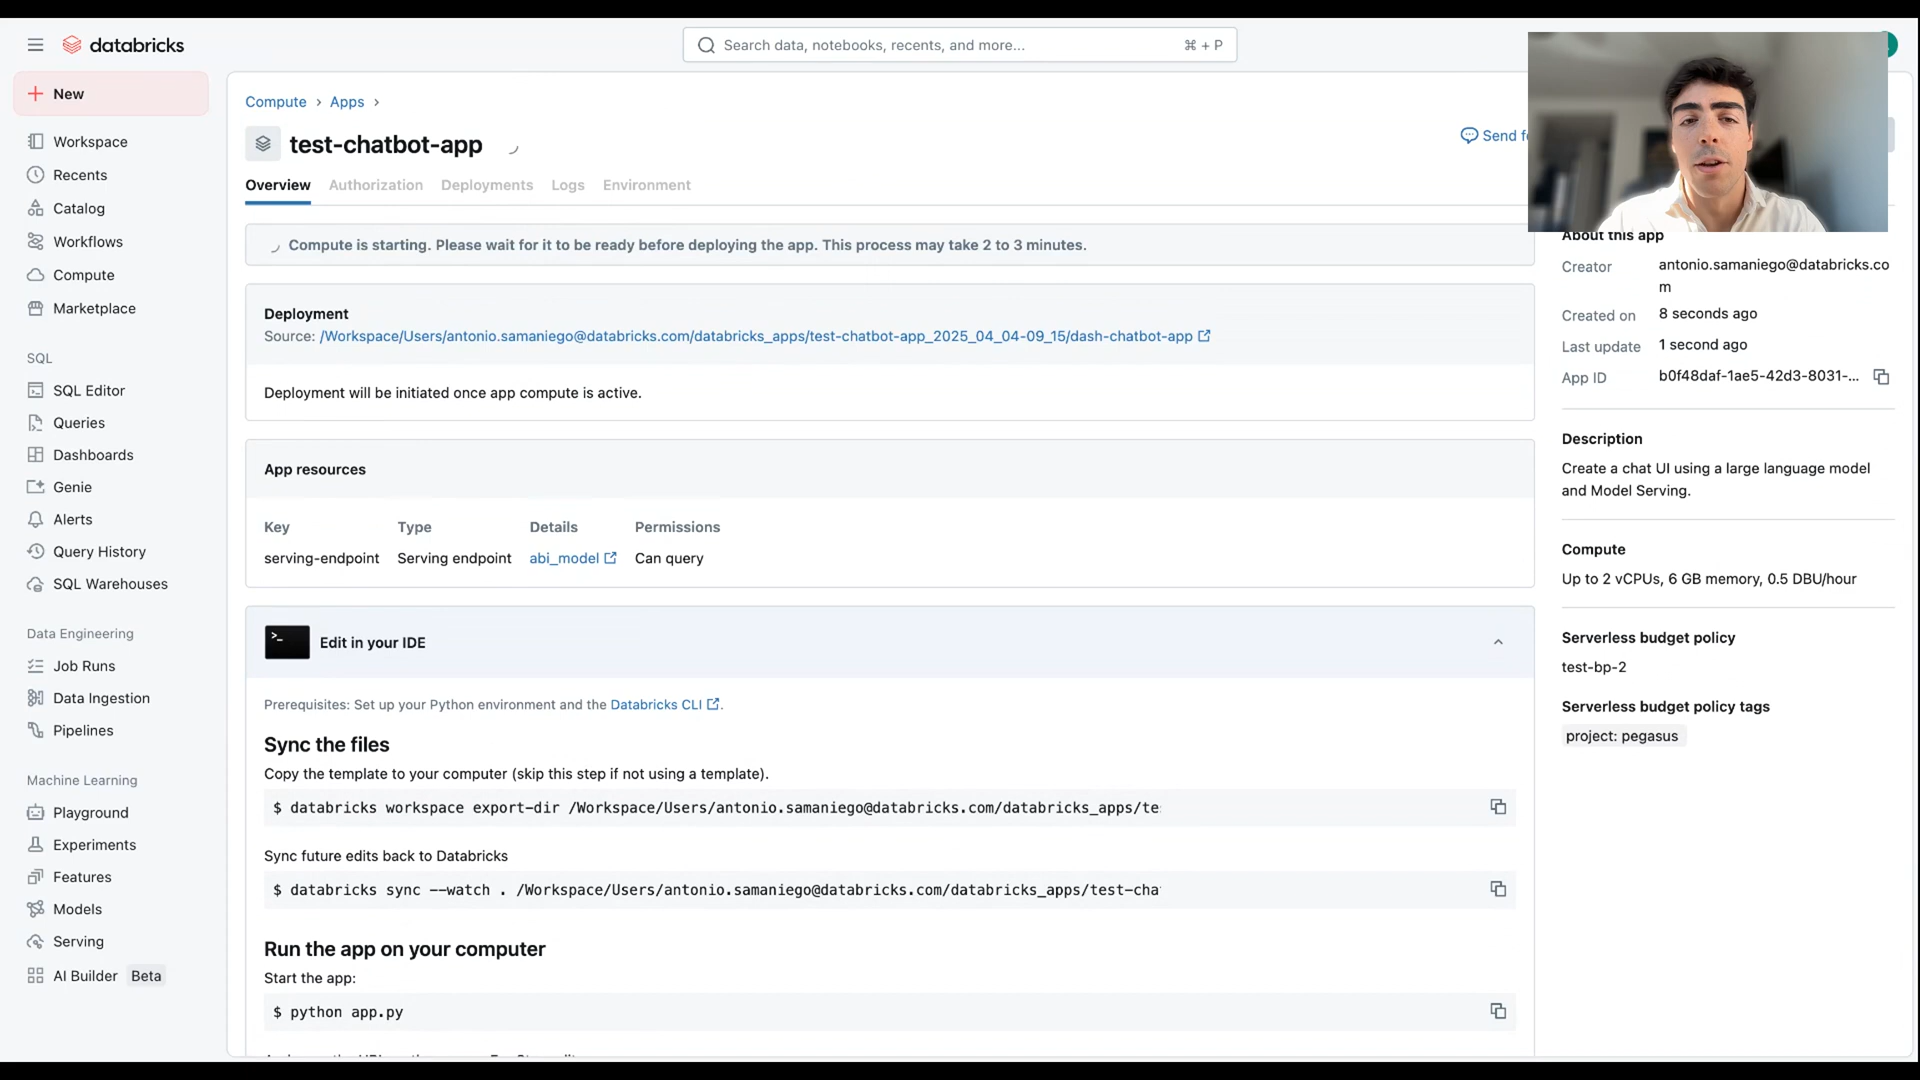 databricks
Search data, notebooks, recents, and more...
⌘ + P
New
Workspace
Recents
Catalog
Workflows
Compute
Marketplace
SQL
SQL Editor
Queries
Dashboards
Genie
Alerts
Query History
SQL Warehouses
Data Engineering
Job Runs
Data Ingestion
Pipelines
Machine Learning
Playground
Experiments
Features
Models
Serving
AI Builder Beta
Compute › Apps ›
test-chatbot-app
Send
Overview Authorization Deployments Logs Environment
Compute is starting. Please wait for it to be ready before deploying the app. This process may take 2 to 3 minutes.
Deployment
Source: /Workspace/Users/antonio.samaniego@databricks.com/databricks_apps/test-chatbot-app_2025_04_04-09_15/dash-chatbot-app
Deployment will be initiated once app compute is active.
App resources
Key Type Details Permissions
serving-endpoint Serving endpoint abi_model Can query
>_ Edit in your IDE
Prerequisites: Set up your Python environment and the Databricks CLI.
Sync the files
Copy the template to your computer (skip this step if not using a template).
$ databricks workspace export-dir /Workspace/Users/antonio.samaniego@databricks.com/databricks_apps/te
Sync future edits back to Databricks
$ databricks sync --watch . /Workspace/Users/antonio.samaniego@databricks.com/databricks_apps/test-cha
Run the app on your computer
Start the app:
$ python app.py
About this app
Creator antonio.samaniego@databricks.co
m
Created on 8 seconds ago
Last update 1 second ago
App ID b0f48daf-1ae5-42d3-8031-...
Description
Create a chat UI using a large language model
and Model Serving.
Compute
Up to 2 vCPUs, 6 GB memory, 0.5 DBU/hour
Serverless budget policy
test-bp-2
Serverless budget policy tags
project: pegasus